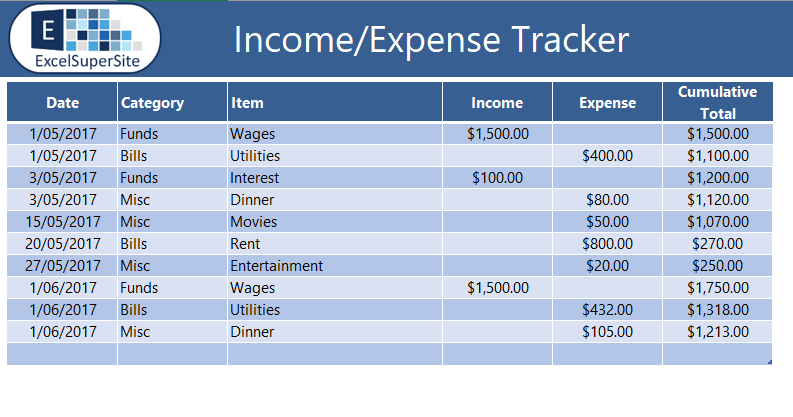 E
ExcelSuperSite
Income/Expense Tracker
Date Category Item Income Expense Cumulative Total
1/05/2017 Funds Wages $1,500.00 $1,500.00
1/05/2017 Bills Utilities $400.00 $1,100.00
3/05/2017 Funds Interest $100.00 $1,200.00
3/05/2017 Misc Dinner $80.00 $1,120.00
15/05/2017 Misc Movies $50.00 $1,070.00
20/05/2017 Bills Rent $800.00 $270.00
27/05/2017 Misc Entertainment $20.00 $250.00
1/06/2017 Funds Wages $1,500.00 $1,750.00
1/06/2017 Bills Utilities $432.00 $1,318.00
1/06/2017 Misc Dinner $105.00 $1,213.00